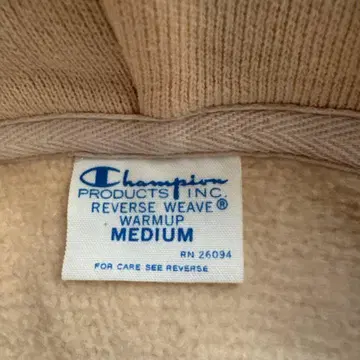 Champion
PRODUCTS INC.
REVERSE WEAVE®
WARMUP
MEDIUM
RN 26094
FOR CARE SEE REVERSE